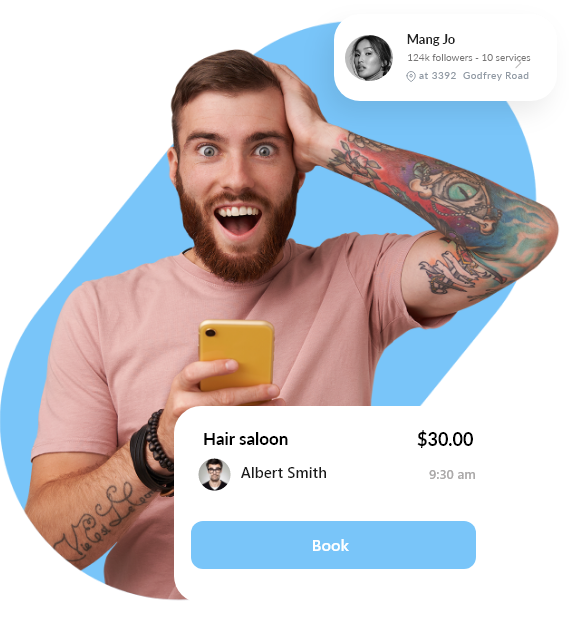 Mang Jo
124k followers - 10 services
at 3392 Godfrey Road
Hair saloon
$30.00
Albert Smith
9:30 am
Book